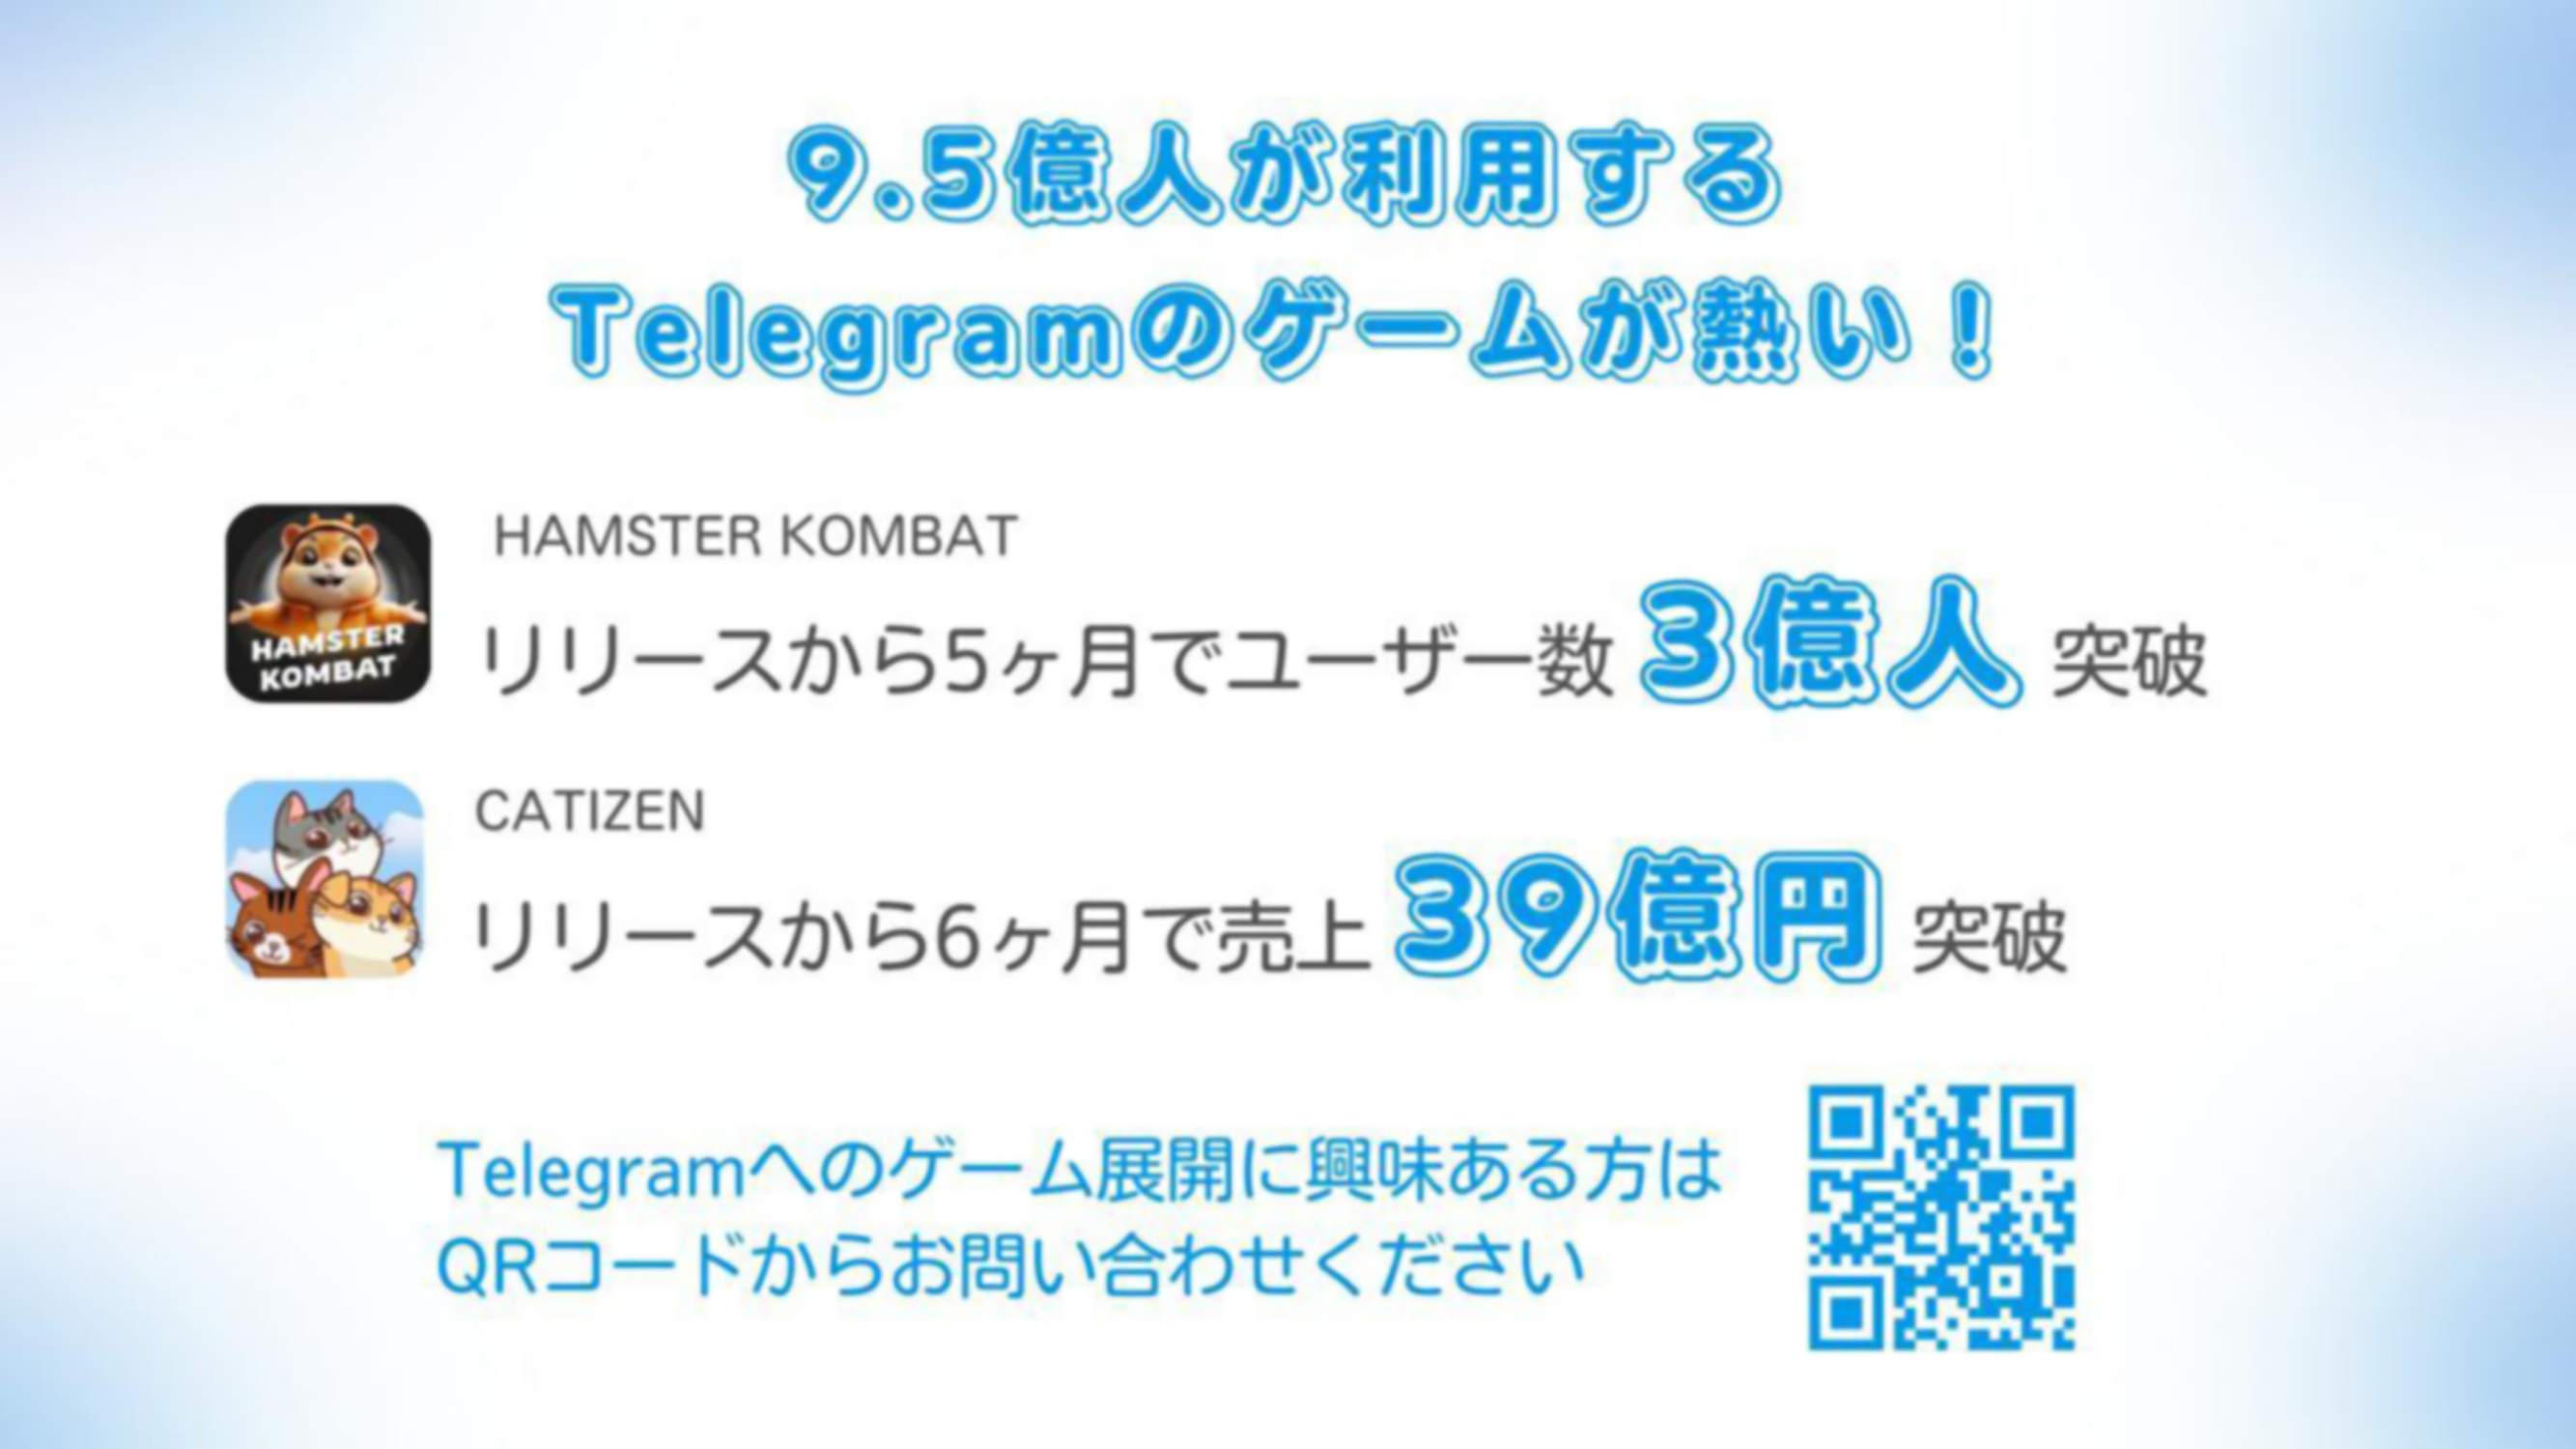 9.5億人が利用する
Telegramのゲームが熱い！
HAMSTER KOMBAT
HAMSTER
KOMBAT
リリースから5ヶ月でユーザー数 3億人 突破
CATIZEN
リリースから6ヶ月で売上 39億円 突破
Telegramへのゲーム展開に興味ある方は
QRコードからお問い合わせください